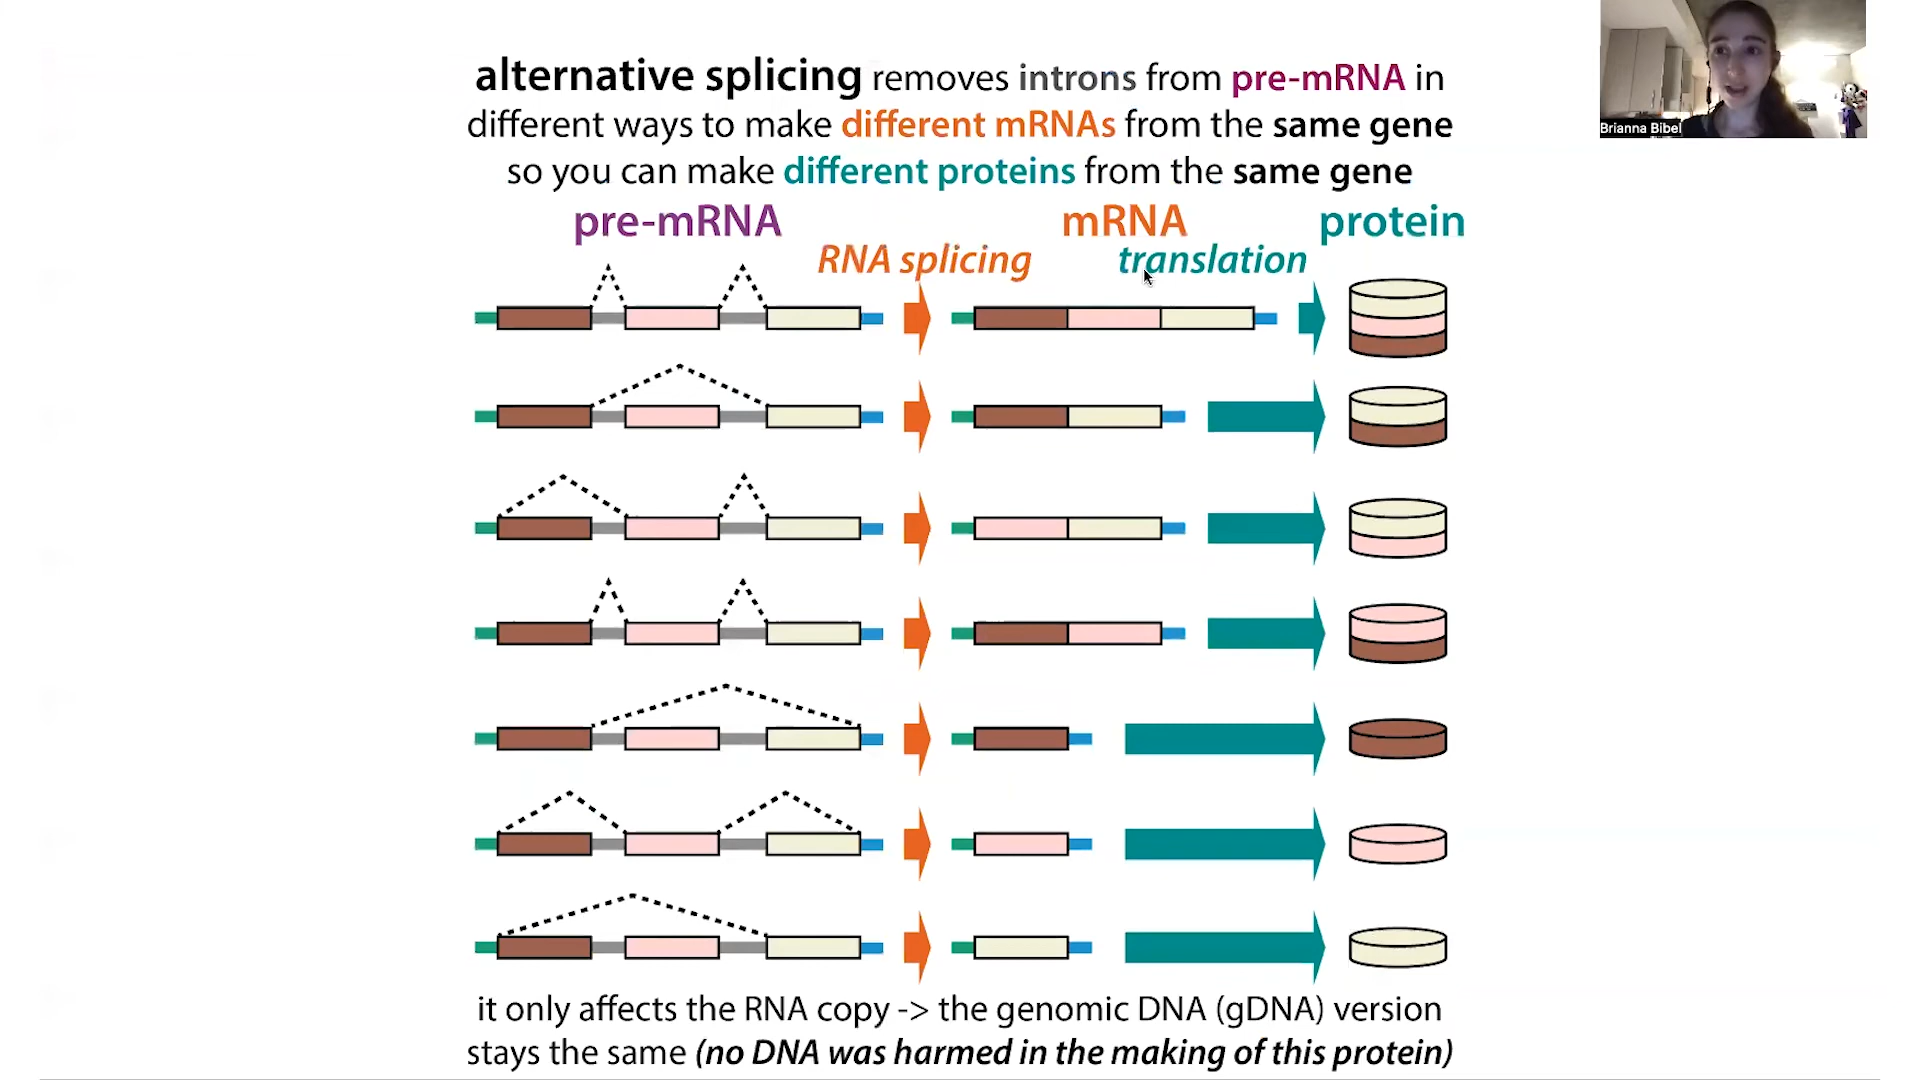 alternative splicing removes introns from pre-mRNA in
different ways to make different mRNAs from the same gene
so you can make different proteins from the same gene
pre-mRNA
mRNA
protein
RNA splicing
translation
it only affects the RNA copy -> the genomic DNA (gDNA) version
stays the same (no DNA was harmed in the making of this protein)
Brianna Bibel